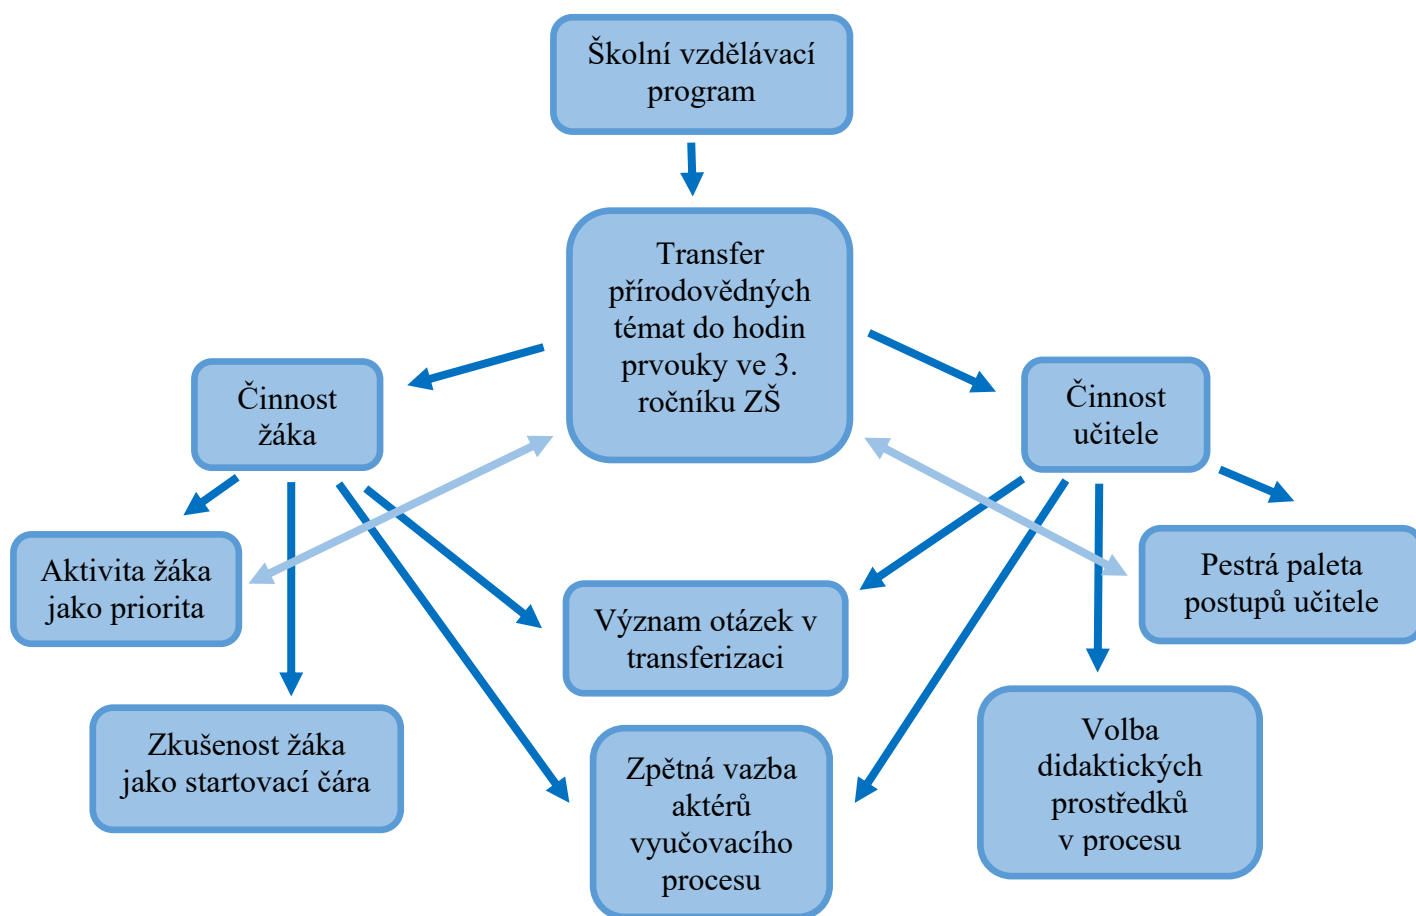 Školní vzdělávací
program
Transfer
přírodovědných
témat do hodin
prvouky ve 3.
ročníku ZŠ
Činnost
žáka
Činnost
učitele
Aktivita žáka
jako priorita
Pestrá paleta
postupů učitele
Význam otázek v
transferizaci
Zkušenost žáka
jako startovací čára
Zpětná vazba
aktérů
vyučovacího
procesu
Volba
didaktických
prostředků
v procesu